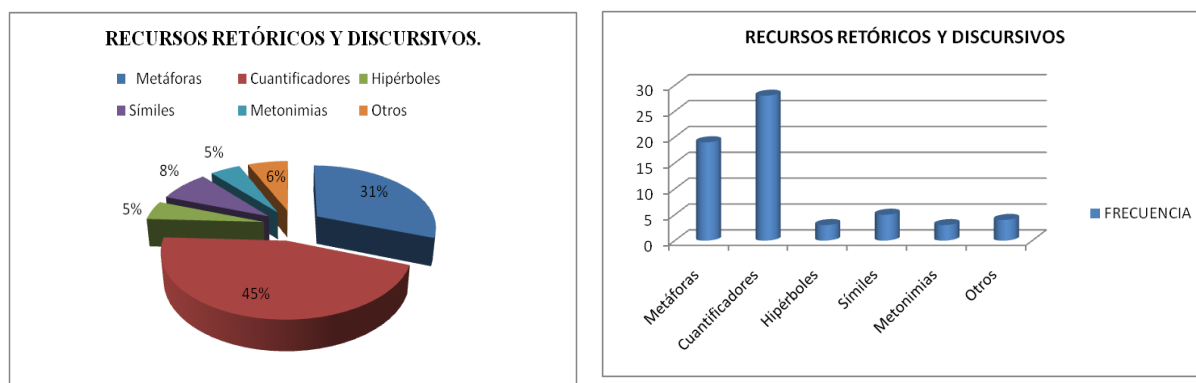 RECURSOS RETÓRICOS Y DISCURSIVOS.
Metáforas Cuantificadores Hipérboles
Símiles Metonimias Otros
31%
45%
5%
8%
5%
6%
RECURSOS RETÓRICOS Y DISCURSIVOS
30
25
20
15
10
5
0
Metáforas
Cuantificadores
Hipérboles
Símiles
Metonimias
Otros
FRECUENCIA